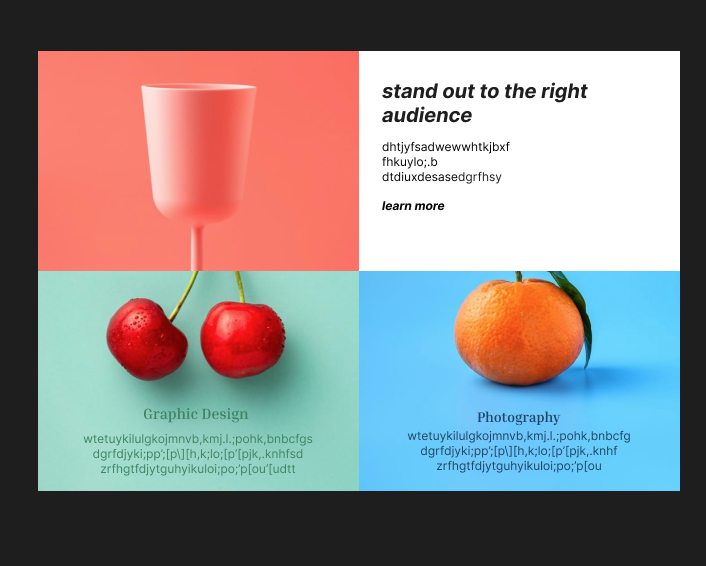 stand out to the right
audience
dhtjyfsadwewwhtkjbxf
fhkuylo;.b
dtdiuxdesasedgrfhsy
learn more
Graphic Design
wtetuykilulgkojmnvb,kmj.l.;pohk,bnbcfgs
dgrfdjyki;pp';[p\][h,k;lo;[p'[pjk,.knhfsd
zrfhgtfdjytguhyikuloi;po;'p[ou'[udtt
Photography
wtetuykilulgkojmnvb,kmj.l.;pohk,bnbcfg
dgrfdjyki;pp';[p\][h,k;lo;[p'[pjk,.knhf
zrfhgtfdjytguhyikuloi;po;'p[ou